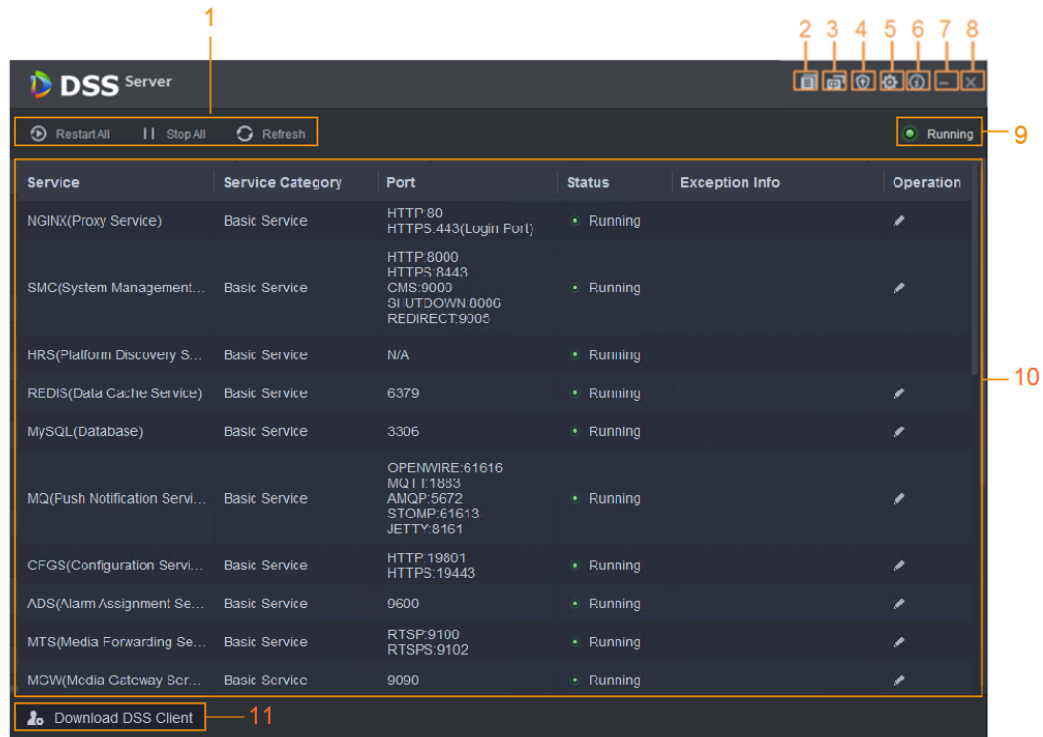 1
2 3 4 5 6 7 8
DSS Server
Restart All Stop All Refresh
Running
9
Service Service Category Port Status Exception Info Operation
NGINX(Proxy Service) Basic Service HTTP:80 Running
HTTPS:443(Login Port)
SMC(System Management... Basic Service HTTP:8000 Running
HTTPS:8443
CMS:9000
SHUTDOWN:8006
REDIRECT:9005
HRS(Platform Discovery S... Basic Service N/A Running
10
REDIS(Data Cache Service) Basic Service 6379 Running
MySQL(Database) Basic Service 3306 Running
MQ(Push Notification Servi... Basic Service OPENWIRE:61616 Running
MQTT:1883
AMQP:5672
STOMP:61613
JETTY:8161
CFGS(Configuration Servi... Basic Service HTTP:19801 Running
HTTPS:19443
ADS(Alarm Assignment Se... Basic Service 9600 Running
MTS(Media Forwarding Se... Basic Service RTSP:9100 Running
RTSPS:9102
MGW(Media Gateway Ser... Basic Service 9090 Running
Download DSS Client
11